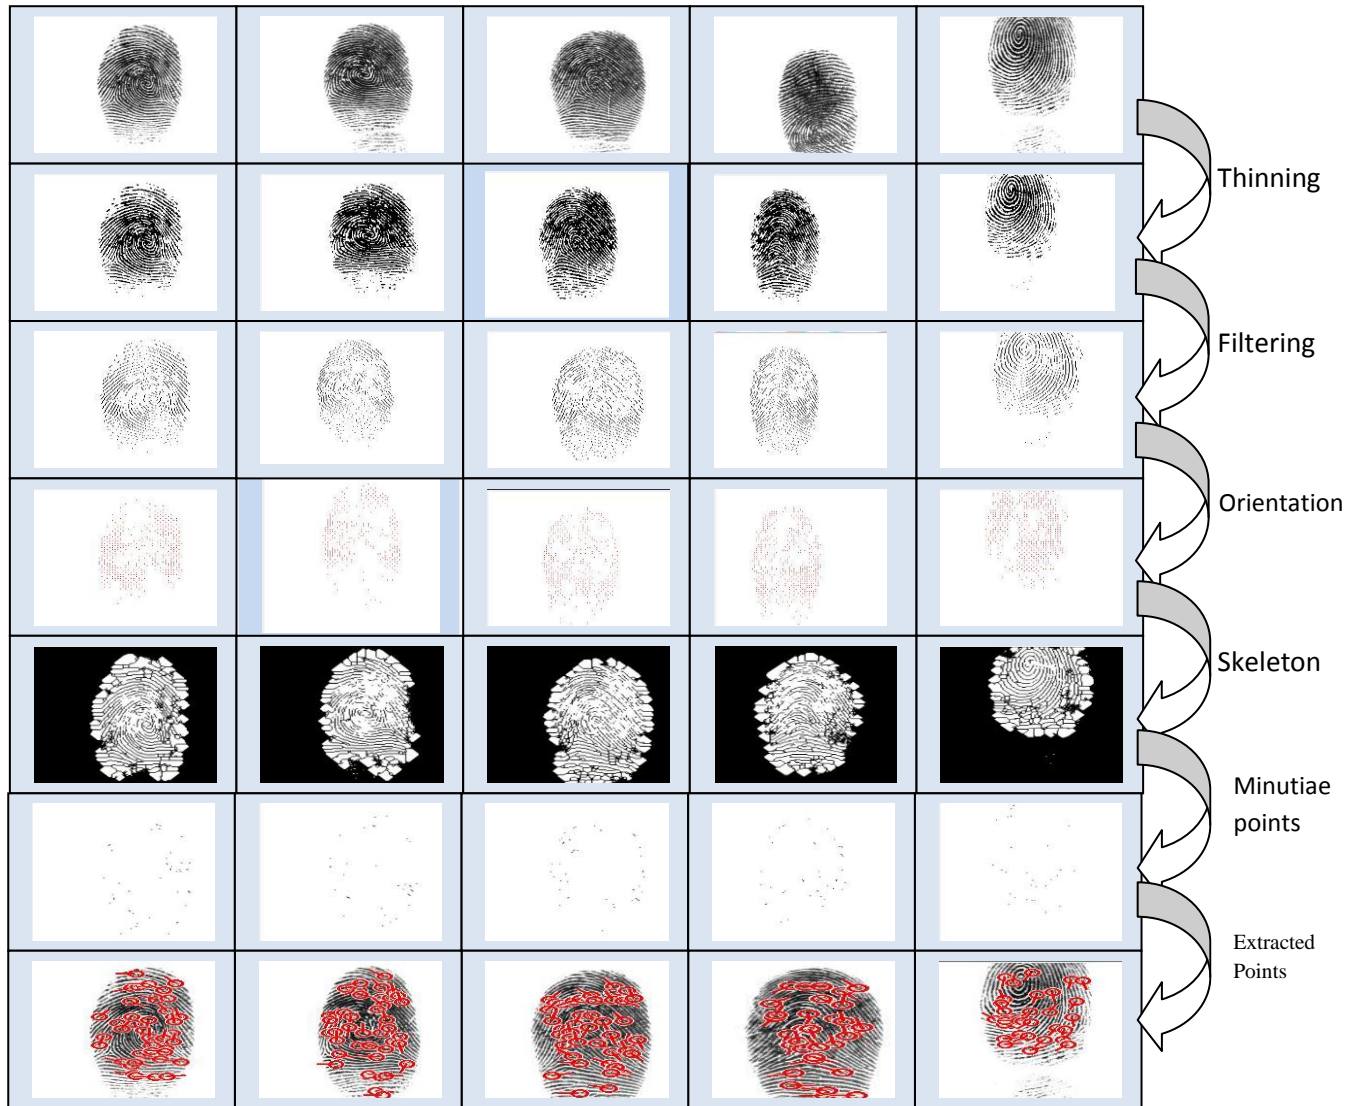 Thinning
Filtering
Orientation
Skeleton
Minutiae
points
Extracted
Points